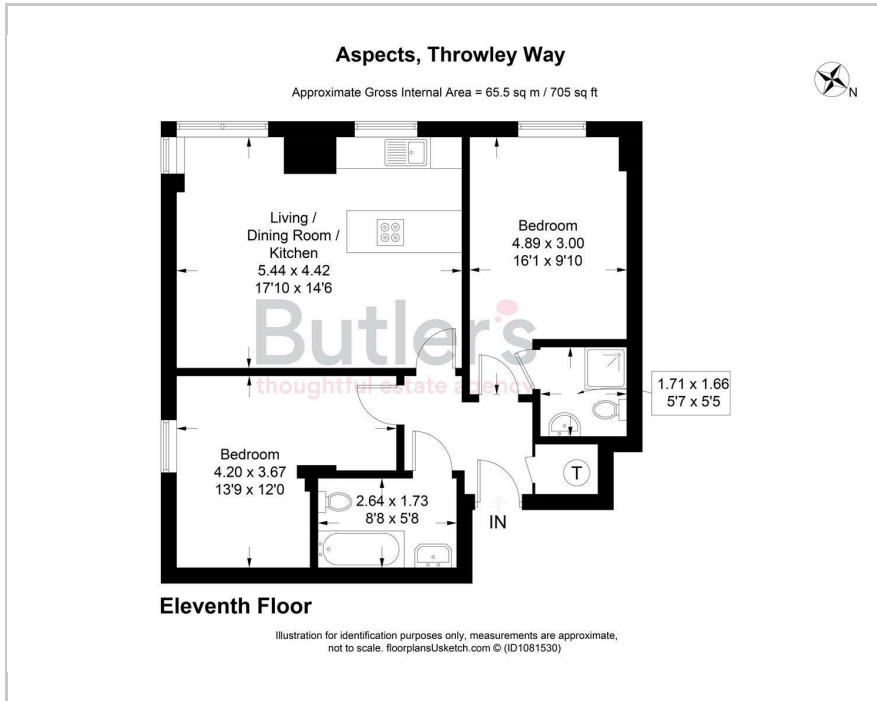 Aspects, Throwley Way
Approximate Gross Internal Area = 65.5 sq m / 705 sq ft
N
Living /
Dining Room /
Kitchen
5.44 x 4.42
17'10 x 14'6
Bedroom
4.89 x 3.00
16'1 x 9'10
Butler's
thoughtful estate agency
1.71 x 1.66
5'7 x 5'5
Bedroom
4.20 x 3.67
13'9 x 12'0
2.64 x 1.73
8'8 x 5'8
T
IN
Eleventh Floor
Illustration for identification purposes only, measurements are approximate,
not to scale. floorplansUsketch.com © (ID1081530)